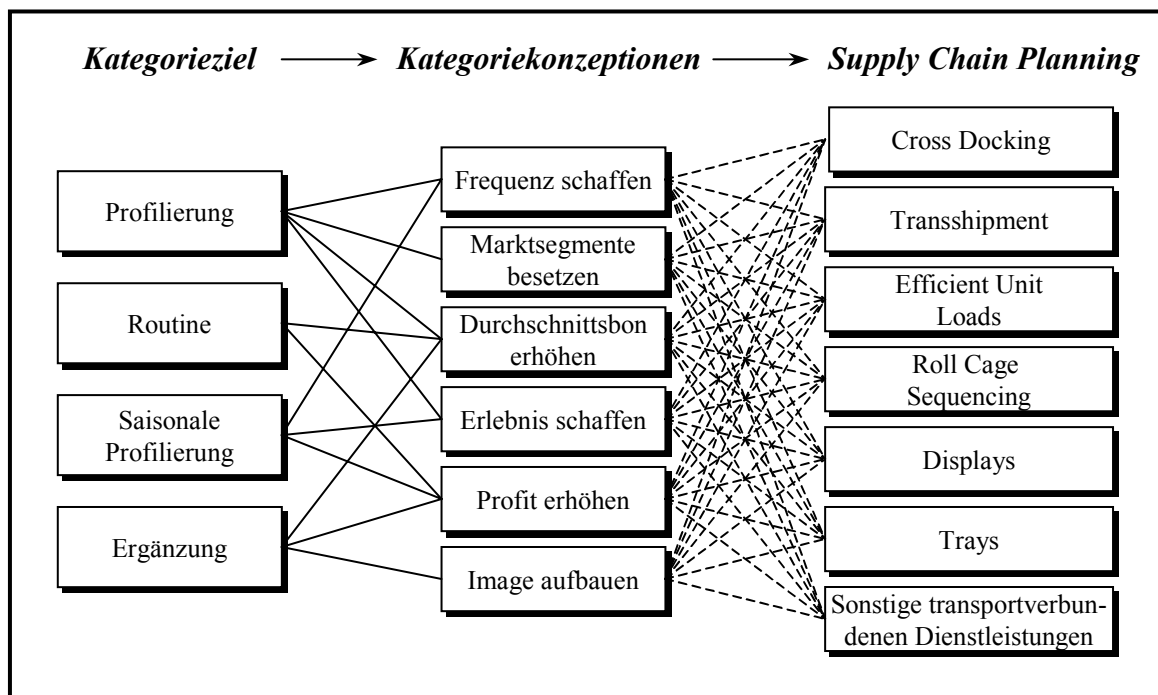 Kategorieziel
Kategoriekonzeptionen
Supply Chain Planning
Profilierung
Routine
Saisonale
Profilierung
Ergänzung
Frequenz schaffen
Marktsegmente
besetzen
Durchschnittsbon
erhöhen
Erlebnis schaffen
Profit erhöhen
Image aufbauen
Cross Docking
Transshipment
Efficient Unit
Loads
Roll Cage
Sequencing
Displays
Trays
Sonstige transportverbun-
denen Dienstleistungen